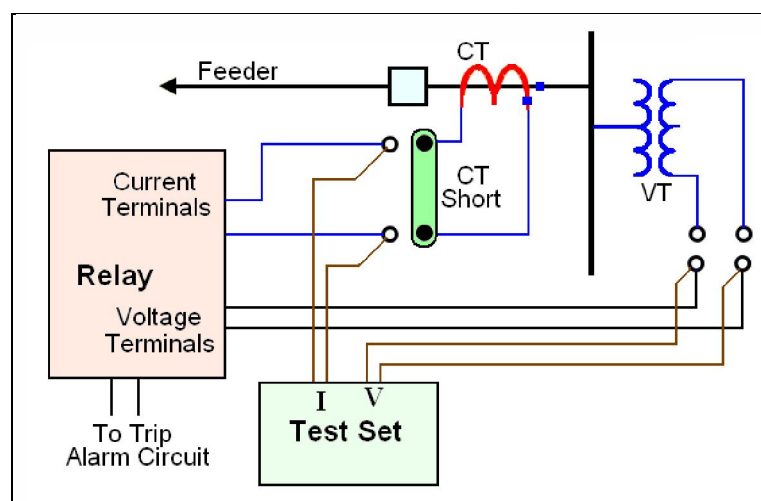 Feeder
CT
Current
Terminals
CT
Short
VT
Relay
Voltage
Terminals
I
V
Test Set
To Trip
Alarm Circuit